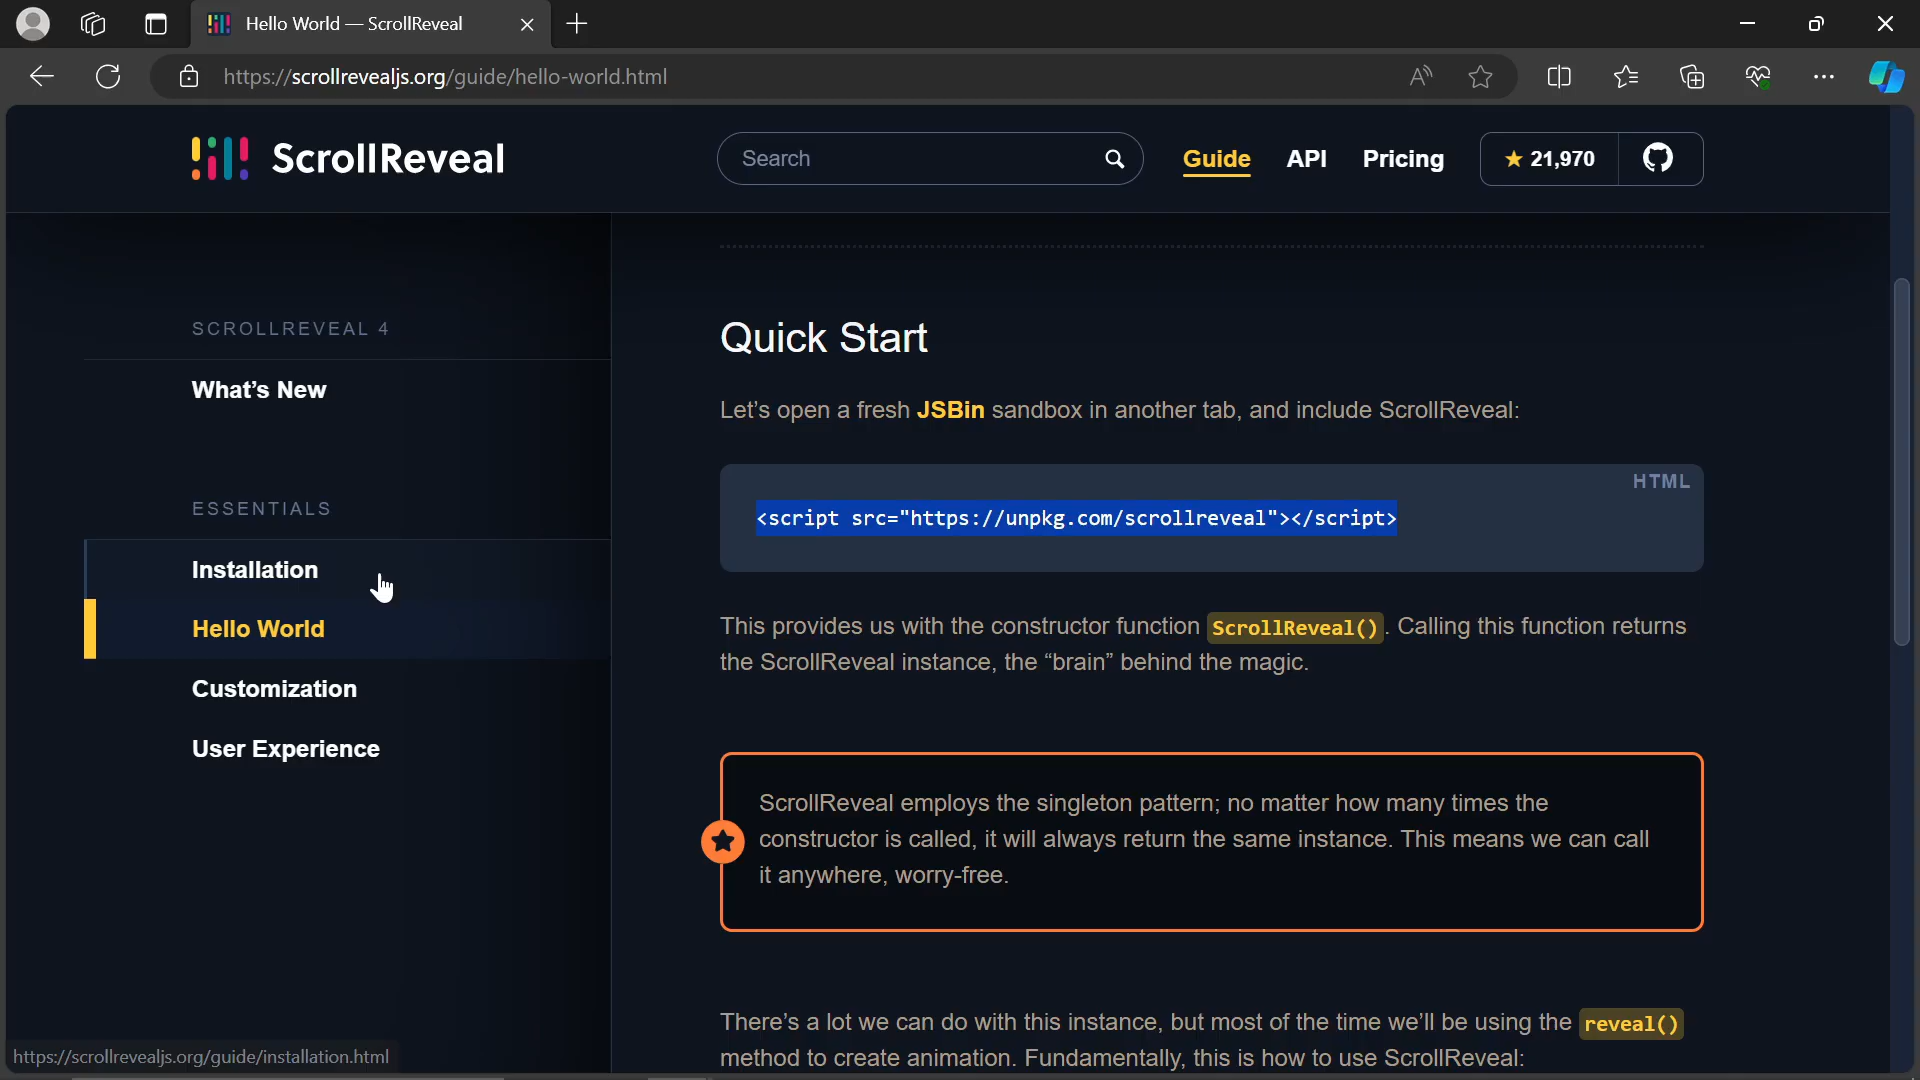 Hello World — ScrollReveal
https://scrollrevealjs.org/guide/hello-world.html
ScrollReveal
Search
Guide
API
Pricing
★ 21,970
SCROLLREVEAL 4
What's New
ESSENTIALS
Installation
Hello World
Customization
User Experience
Quick Start
Let's open a fresh JSBin sandbox in another tab, and include ScrollReveal:
HTML
<script src="https://unpkg.com/scrollreveal"></script>
This provides us with the constructor function ScrollReveal(). Calling this function returns
the ScrollReveal instance, the “brain” behind the magic.
ScrollReveal employs the singleton pattern; no matter how many times the
constructor is called, it will always return the same instance. This means we can call
it anywhere, worry-free.
There's a lot we can do with this instance, but most of the time we'll be using the reveal()
method to create animation. Fundamentally, this is how to use ScrollReveal:
https://scrollrevealjs.org/guide/installation.html